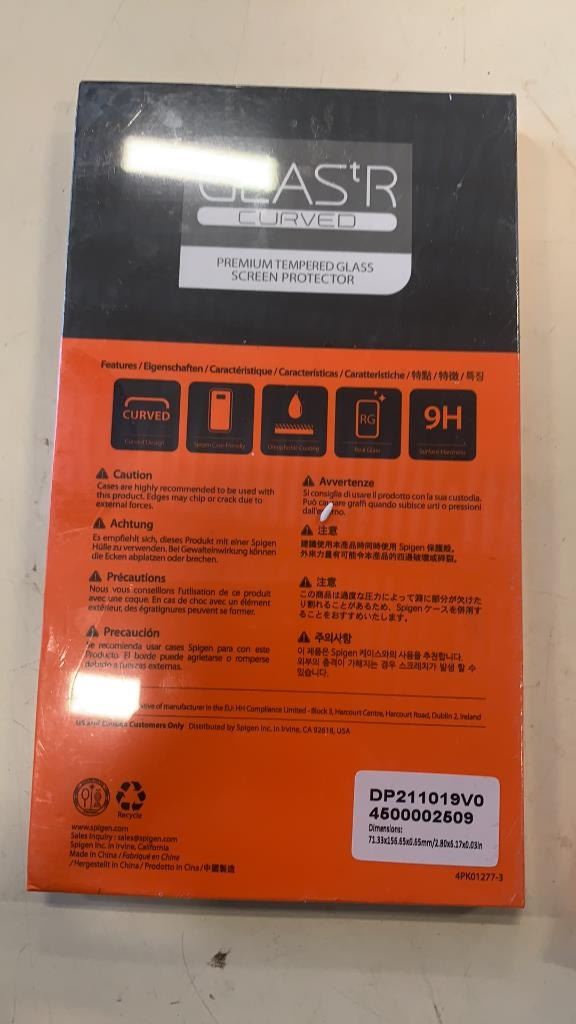 GLAStR
CURVED
PREMIUM TEMPERED GLASS
SCREEN PROTECTOR
Features / Eigenschaften / Caractéristique / Características / Caratteristiche / 特點 / 特徴 / 특징
CURVED
RG
9H
Curved Design
Spigen Case Friendly
Oleophobic Coating
Real Glass
Surface Hardness
Caution
Cases are highly recommended to be used with
this product. Edges may chip or crack due to
external forces.
Achtung
Es empfiehlt sich, dieses Produkt mit einer Spigen
Hülle zu verwenden. Bei Gewalteinwirkung können
die Ecken abplatzen oder brechen.
Précautions
Nous vous conseillons l'utilisation de ce produit
avec une coque. En cas de choc avec un élément
extérieur, des égratignures peuvent se former.
Precaución
Se recomienda usar cases Spigen para con este
Producto. El borde puede agrietarse o romperse
debido a fuerzas externas.
Avvertenze
Si consiglia di usare il prodotto con la sua custodia.
Può graffi quando subisce urti o pressioni
注意
建議使用本產品時同時使用 Spigen 保護殼。
外來力量有可能令本產品的四邊破壞或碎裂。
注意
この商品は過度な圧力によって端に部分が欠けた
り割れることがあるため、Spigen ケースを併用す
ることをおすすめいたします。
주의사항
이 제품은 Spigen 케이스와의 사용을 추천합니다.
외부의 충격이 가해지는 경우 스크래치가 발생 할 수
있습니다.
of manufacturer in the EU: HH Compliance Limited - Block 3, Harcourt Centre, Harcourt Road, Dublin 2, Ireland
US and Canada Customers Only Distributed by Spigen Inc. in Irvine, CA 92618, USA
Recycle
www.spigen.com
Sales Inquiry : sales@spigen.com
Spigen Inc. in Irvine, California
Made in China / Fabriqué en Chine
/ Hergestellt in China / Prodotto in Cina / 中國製造
DP211019V0
4500002509
Dimensions:
71.33x156.65x0.65mm/2.80x6.17x0.03in
4PK01277-3